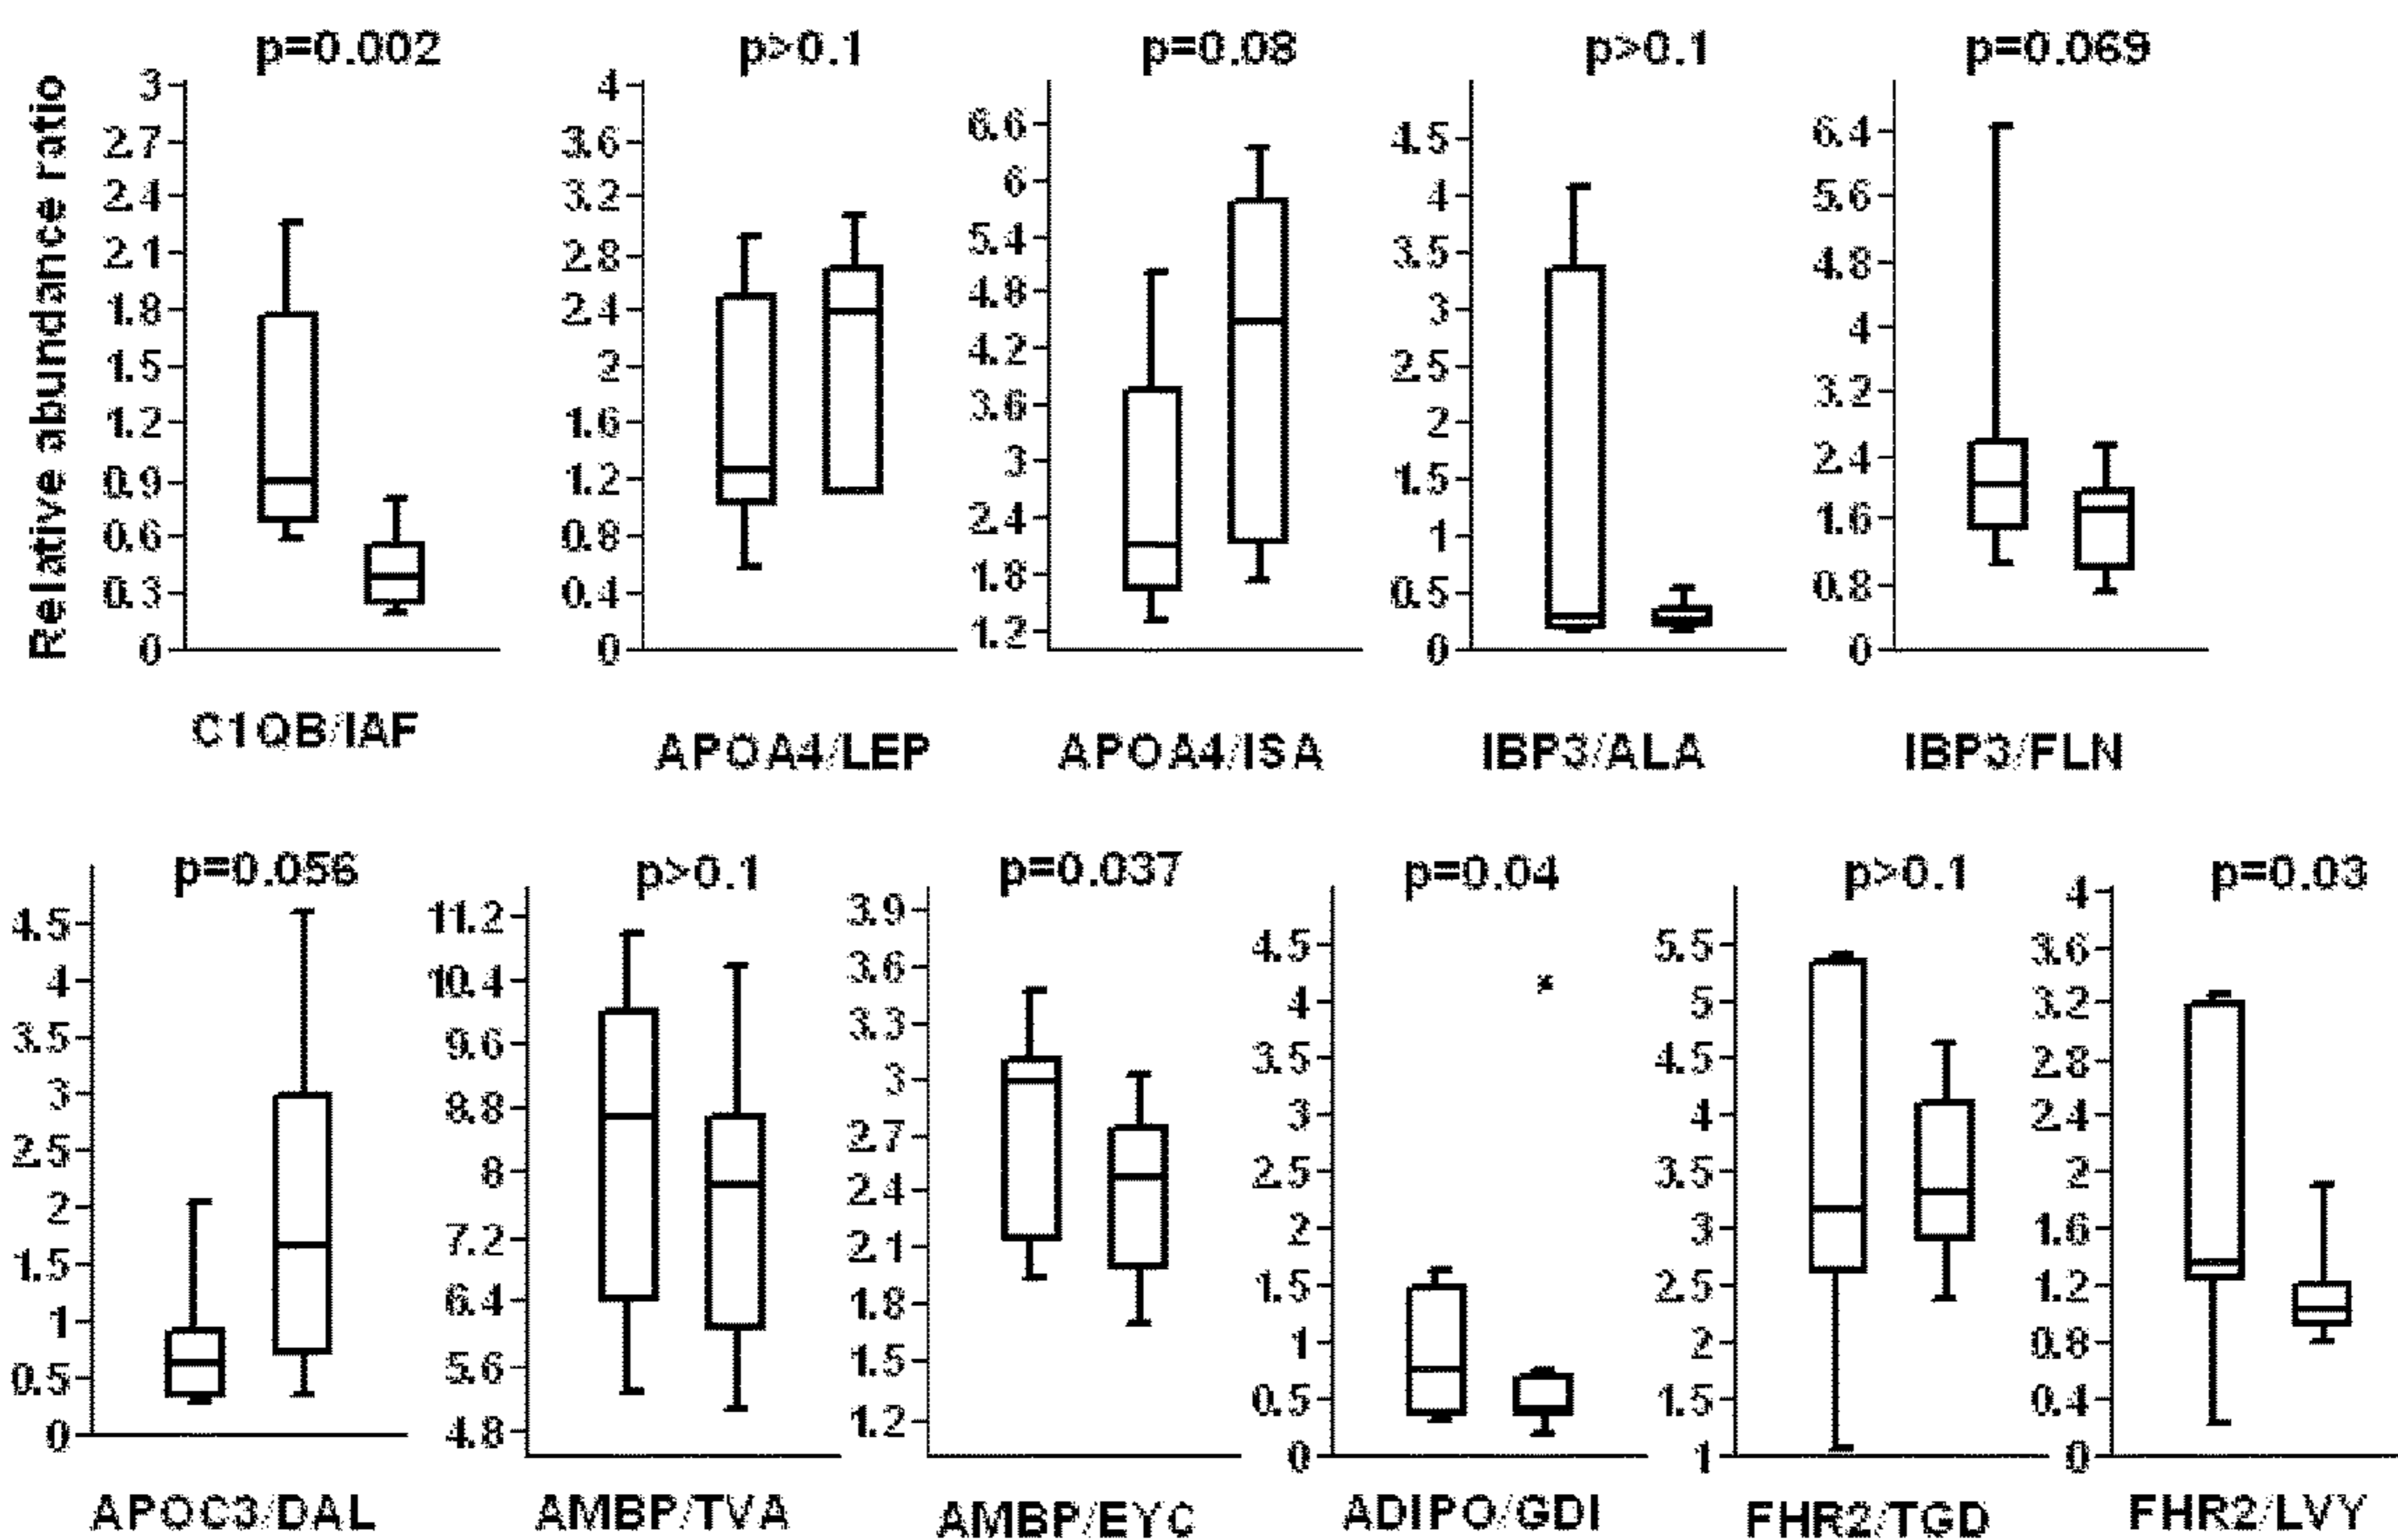 p=0.002 p>0.1 p=0.08 p>0.1 p=0.069
Relative abundance ratio
3 2.7 2.4 2.1 1.8 1.5 1.2 0.9 0.6 0.3 0
4 3.6 3.2 2.8 2.4 2 1.6 1.2 0.8 0.4 0
6.6 6 5.4 4.8 4.2 3.6 3 2.4 1.8 1.2
4.5 4 3.5 3 2.5 2 1.5 1 0.5 0
6.4 5.6 4.8 4 3.2 2.4 1.6 0.8 0
C1QB/IAF APOA4/LEP APOA4/ISA IBP3/ALA IBP3/FLN
p=0.056 p>0.1 p=0.037 p=0.04 p>0.1 p=0.03
4.5 4 3.5 3 2.5 2 1.5 1 0.5 0
11.2 10.4 9.6 8.8 8 7.2 6.4 5.6 4.8
3.9 3.6 3.3 3 2.7 2.4 2.1 1.8 1.5 1.2
4.5 4 3.5 3 2.5 2 1.5 1 0.5 0
5.5 5 4.5 4 3.5 3 2.5 2 1.5 1
4 3.6 3.2 2.8 2.4 2 1.6 1.2 0.8 0.4 0
APOC3/DAL AMBP/TVA AMBP/EYC ADIPO/GDI FHR2/TGD FHR2/LVY